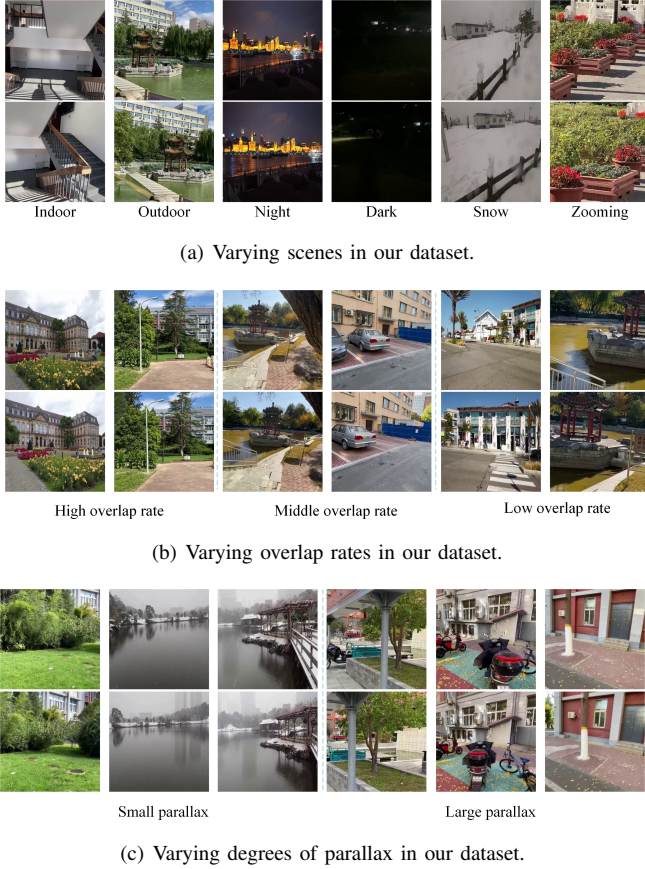 Indoor Outdoor Night Dark Snow Zooming
(a) Varying scenes in our dataset.
High overlap rate Middle overlap rate Low overlap rate
(b) Varying overlap rates in our dataset.
Small parallax Large parallax
(c) Varying degrees of parallax in our dataset.